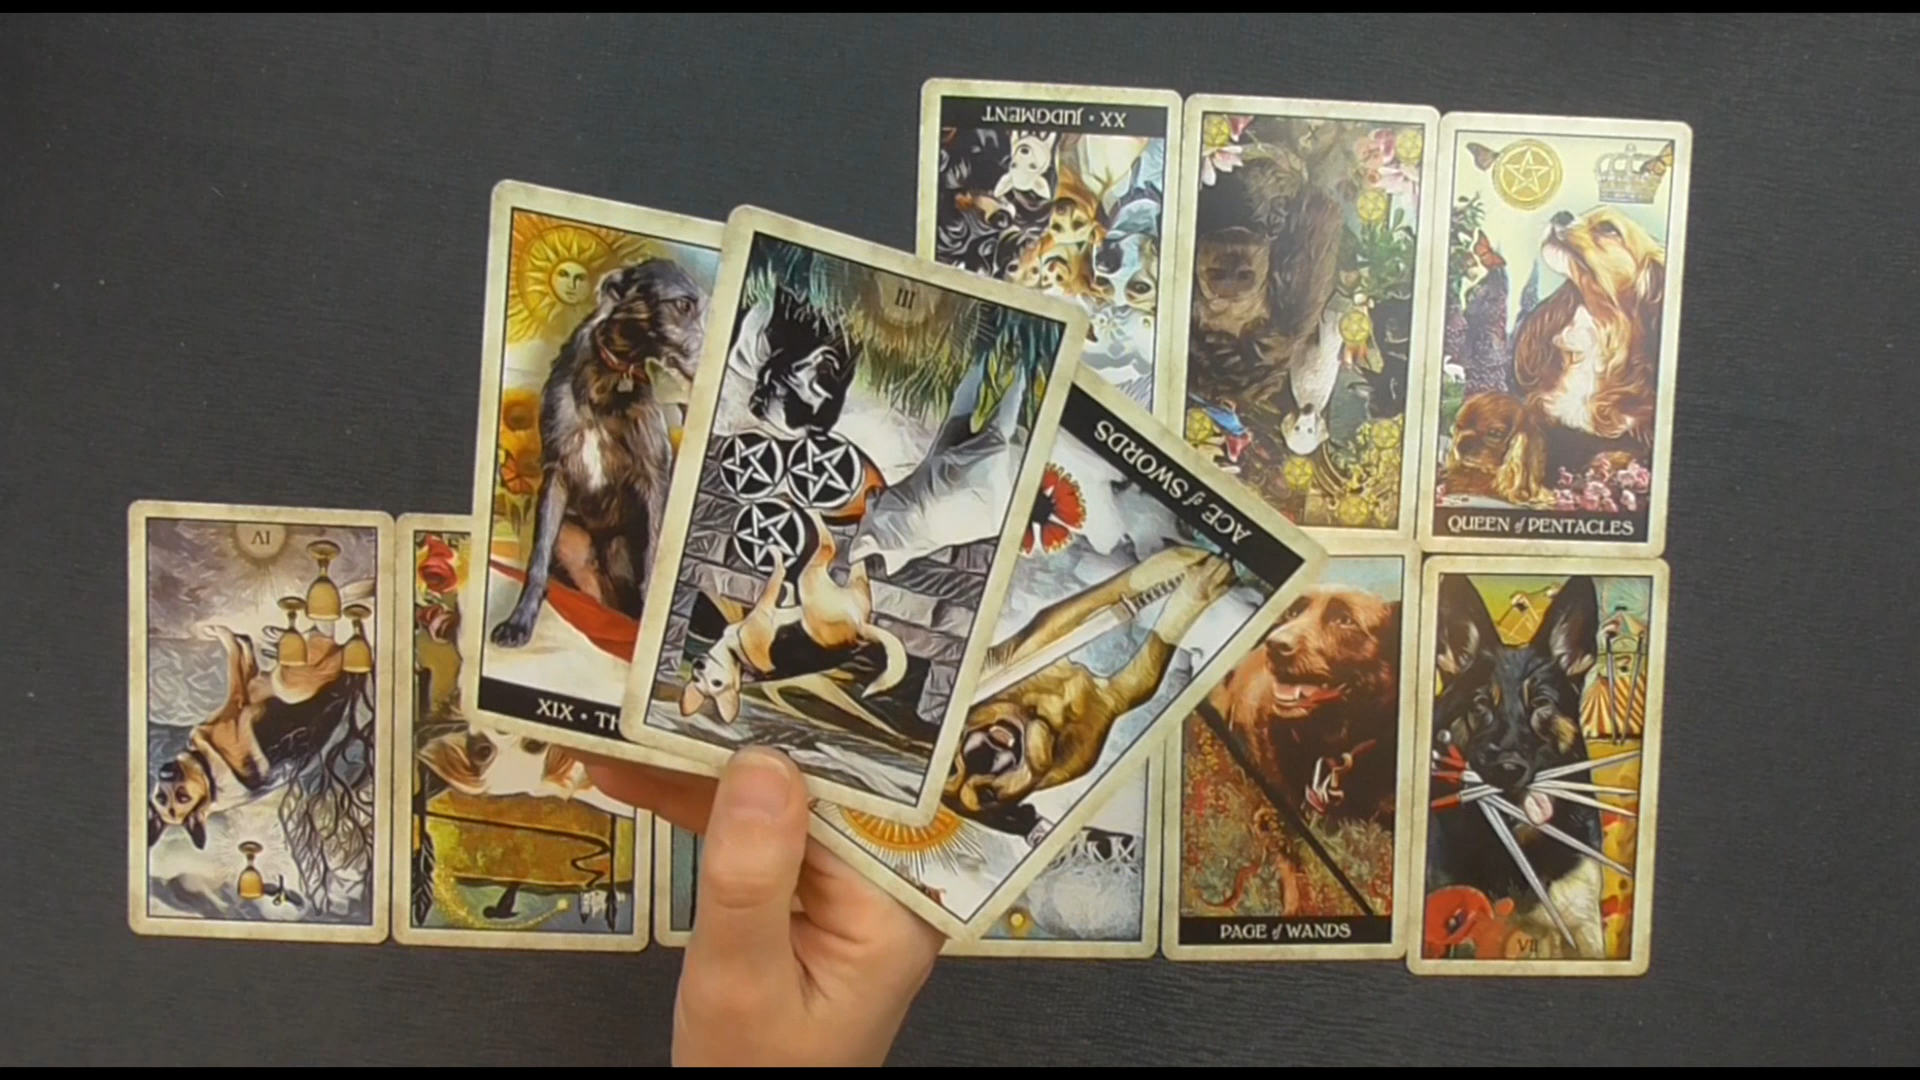 XX • JUDGMENT
QUEEN of PENTACLES
III
ACE of SWORDS
VI
XIX • TH
PAGE of WANDS
VII